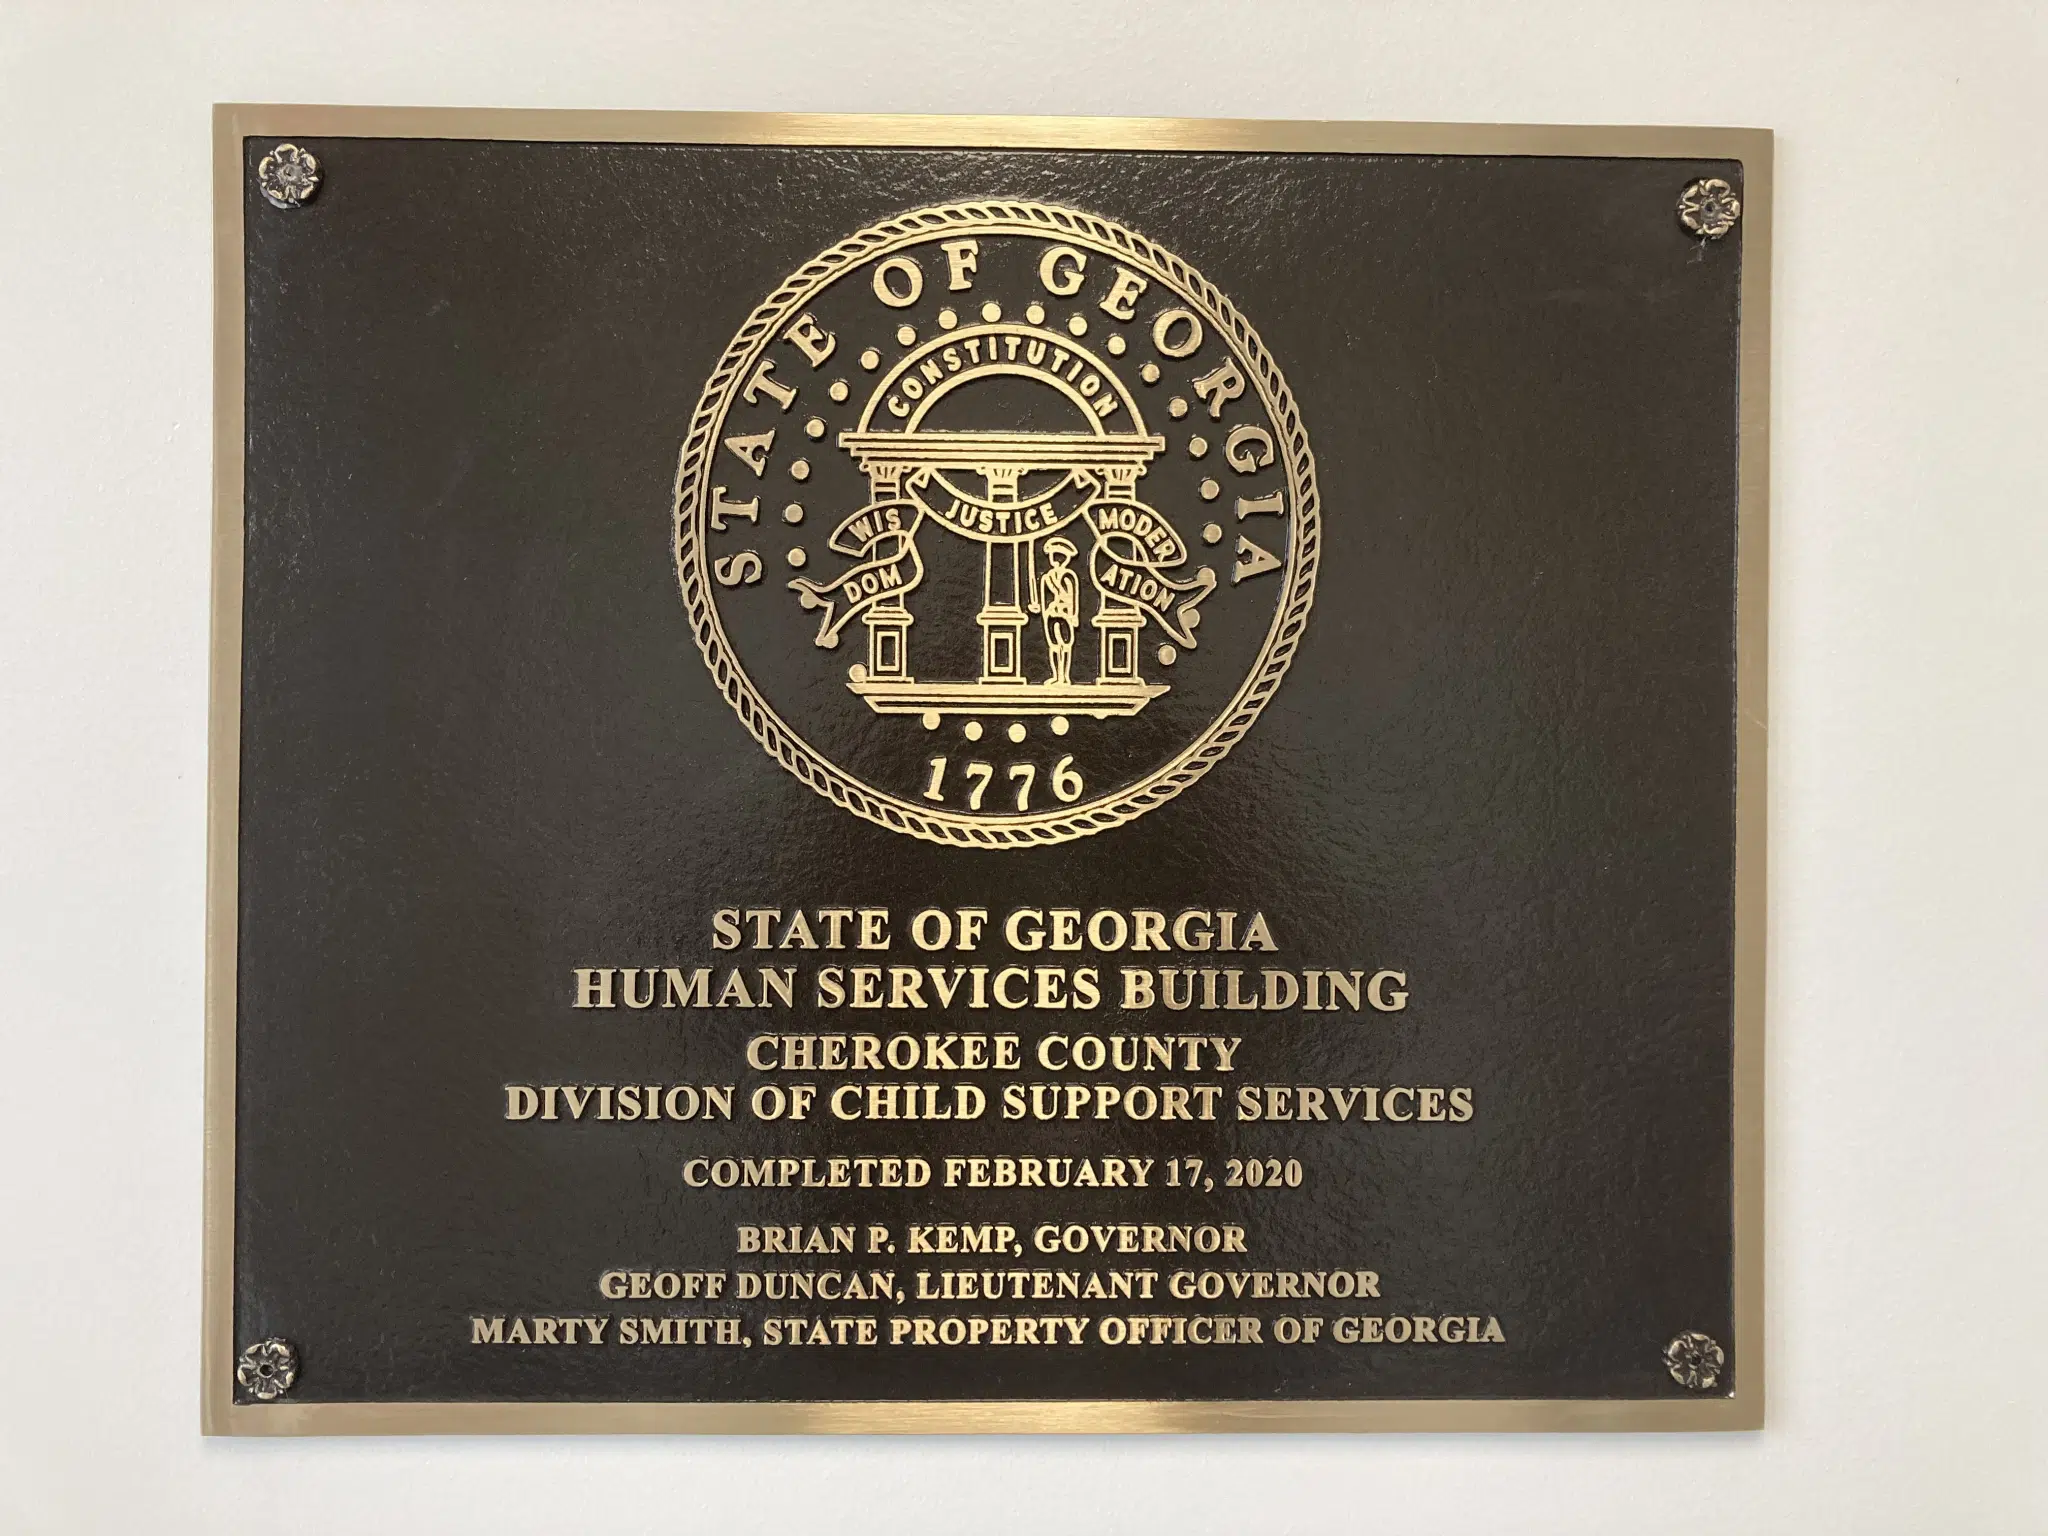 STATE OF GEORGIA
CONSTITUTION
WIS
DOM
JUSTICE
MODER
ATION
1776
STATE OF GEORGIA
HUMAN SERVICES BUILDING
CHEROKEE COUNTY
DIVISION OF CHILD SUPPORT SERVICES
COMPLETED FEBRUARY 17, 2020
BRIAN P. KEMP, GOVERNOR
GEOFF DUNCAN, LIEUTENANT GOVERNOR
MARTY SMITH, STATE PROPERTY OFFICER OF GEORGIA